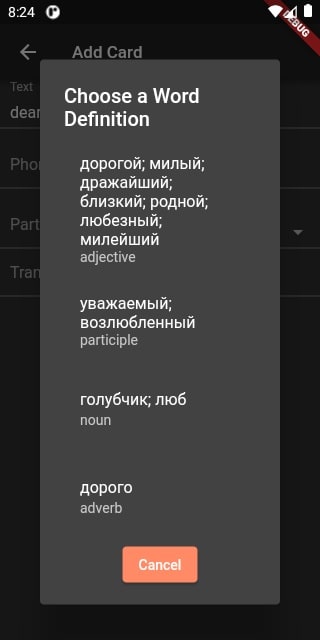 8:24
DEBUG
Add Card
Text
dear
Choose a Word
Definition
дорогой; милый;
дражайший;
близкий; родной;
любезный;
милейший
adjective
Phon
Part
уважаемый;
возлюбленный
participle
Tran
голубчик; люб
noun
дорого
adverb
Cancel